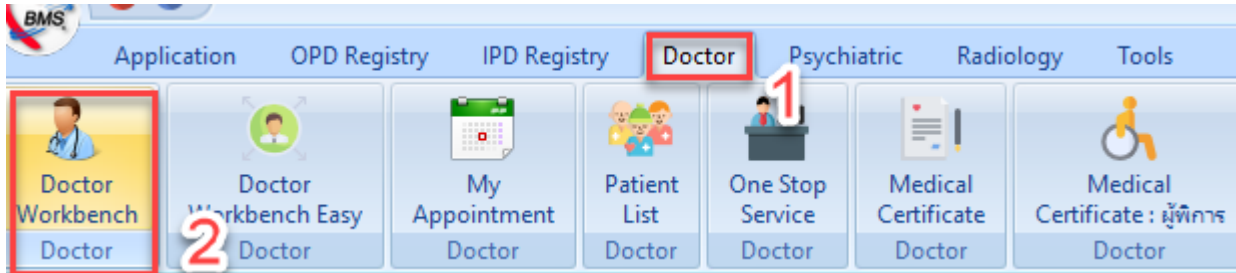 BMS
Application OPD Registry IPD Registry Doctor Psychiatric Radiology Tools
1
Doctor Workbench
Doctor
2
Doctor Workbench Easy
Doctor
My Appointment
Doctor
Patient List
Doctor
One Stop Service
Doctor
Medical Certificate
Doctor
Medical Certificate : ผู้พิการ
Doctor